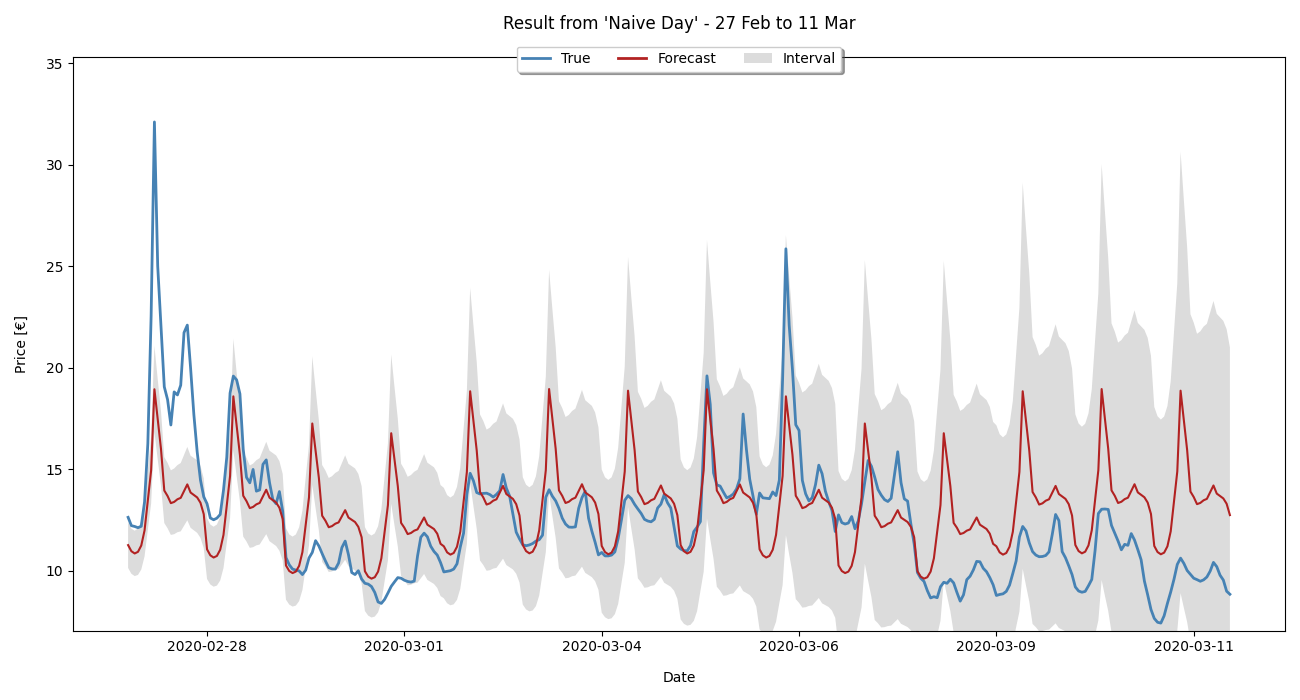 Result from 'Naive Day' - 27 Feb to 11 Mar
True Forecast Interval
35
30
25
20
15
10
Price [€]
2020-02-28 2020-03-01 2020-03-04 2020-03-06 2020-03-09 2020-03-11
Date